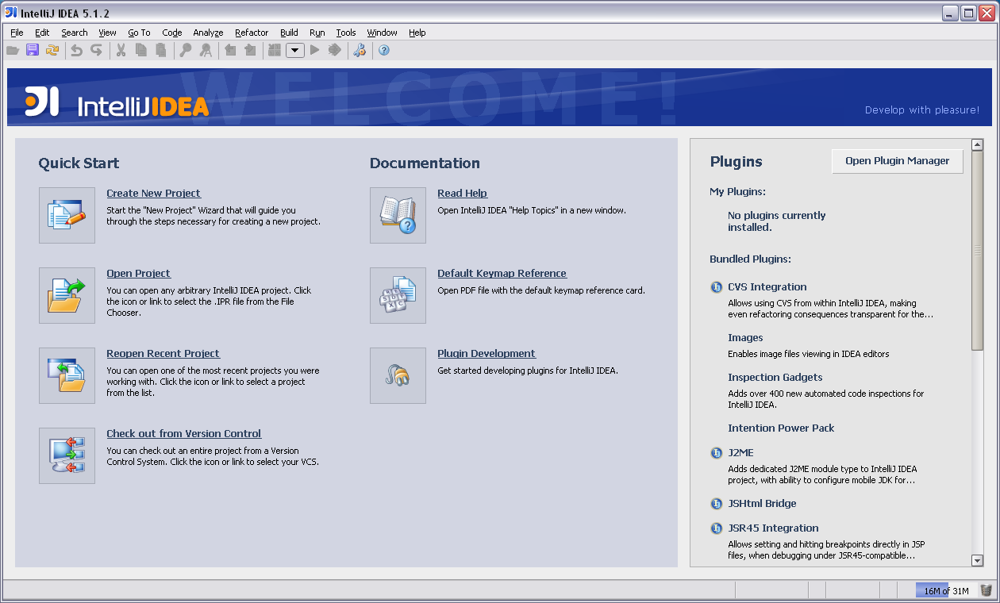 IntelliJ IDEA 5.1.2
File Edit Search View Go To Code Analyze Refactor Build Run Tools Window Help
WELCOME!
IntelliJIDEA
Develop with pleasure!
Quick Start
Create New Project
Start the "New Project" Wizard that will guide you
through the steps necessary for creating a new project.
Open Project
You can open any arbitrary IntelliJ IDEA project. Click
the icon or link to select the .IPR file from the File
Chooser.
Reopen Recent Project
You can open one of the most recent projects you were
working with. Click the icon or link to select a project
from the list.
Check out from Version Control
You can check out an entire project from a Version
Control System. Click the icon or link to select your VCS.
Documentation
Read Help
Open IntelliJ IDEA "Help Topics" in a new window.
Default Keymap Reference
Open PDF file with the default keymap reference card.
Plugin Development
Get started developing plugins for IntelliJ IDEA.
Plugins
Open Plugin Manager
My Plugins:
No plugins currently
installed.
Bundled Plugins:
CVS Integration
Allows using CVS from within IntelliJ IDEA, making
even refactoring consequences transparent for the...
Images
Enables image files viewing in IDEA editors
Inspection Gadgets
Adds over 400 new automated code inspections for
IntelliJ IDEA.
Intention Power Pack
J2ME
Adds dedicated J2ME module type to IntelliJ IDEA
project, with ability to configure mobile JDK for...
JSHtml Bridge
JSR45 Integration
Allows setting and hitting breakpoints directly in JSP
files, when debugging under JSR45-compatible...
16M of 31M